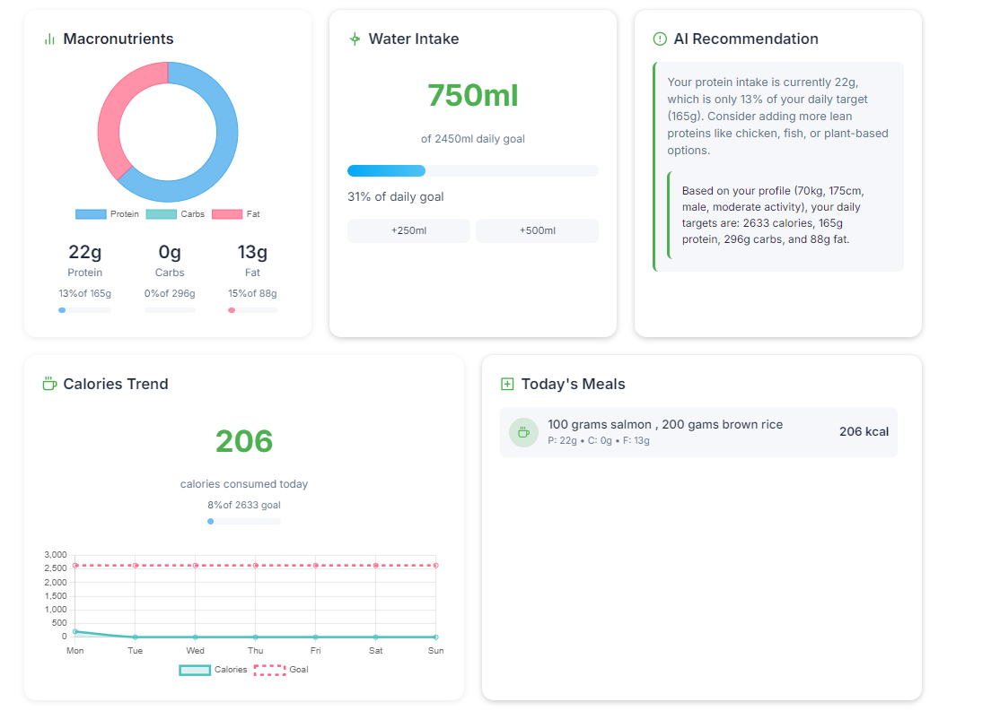 Macronutrients
Protein Carbs Fat
22g 0g 13g
Protein Carbs Fat
13%of 165g 0%of 296g 15%of 88g
Water Intake
750ml
of 2450ml daily goal
31% of daily goal
+250ml +500ml
AI Recommendation
Your protein intake is currently 22g,
which is only 13% of your daily target
(165g). Consider adding more lean
proteins like chicken, fish, or plant-based
options.
Based on your profile (70kg, 175cm,
male, moderate activity), your daily
targets are: 2633 calories, 165g
protein, 296g carbs, and 88g fat.
Calories Trend
206
calories consumed today
8%of 2633 goal
3,000
2,500
2,000
1,500
1,000
500
0
Mon Tue Wed Thu Fri Sat Sun
Calories Goal
Today's Meals
100 grams salmon , 200 gams brown rice
P: 22g • C: 0g • F: 13g
206 kcal